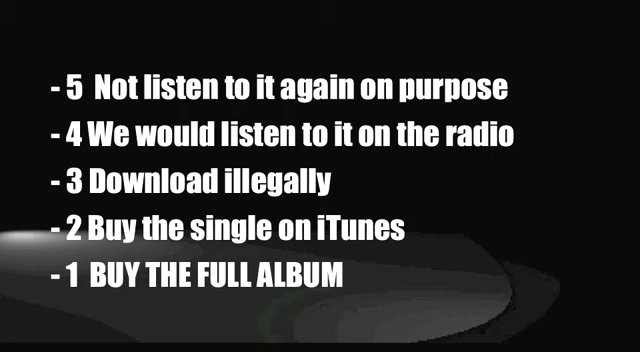 - 5  Not listen to it again on purpose
- 4 We would listen to it on the radio
- 3 Download illegally
- 2 Buy the single on iTunes
- 1  BUY THE FULL ALBUM